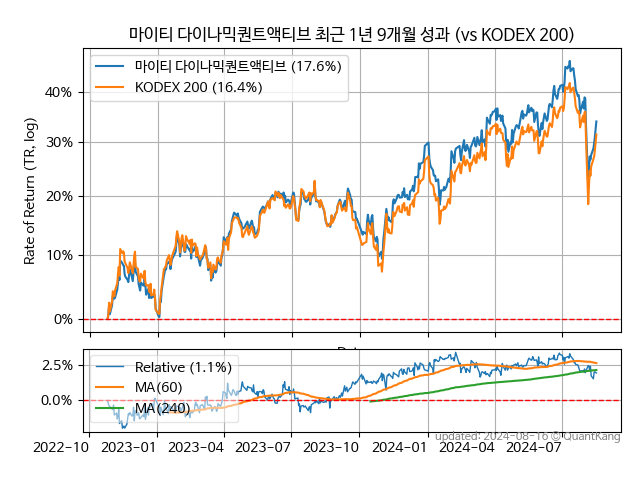 마이티 다이나믹퀀트액티브 최근 1년 9개월 성과 (vs KODEX 200)
마이티 다이나믹퀀트액티브 (17.6%)
KODEX 200 (16.4%)
Rate of Return (TR, log)
40%
30%
20%
10%
0%
Relative (1.1%)
MA(60)
MA(240)
2.5%
0.0%
2022-10
2023-01
2023-04
2023-07
2023-10
2024-01
2024-04
2024-07
updated: 2024-08-16 © QuantKang